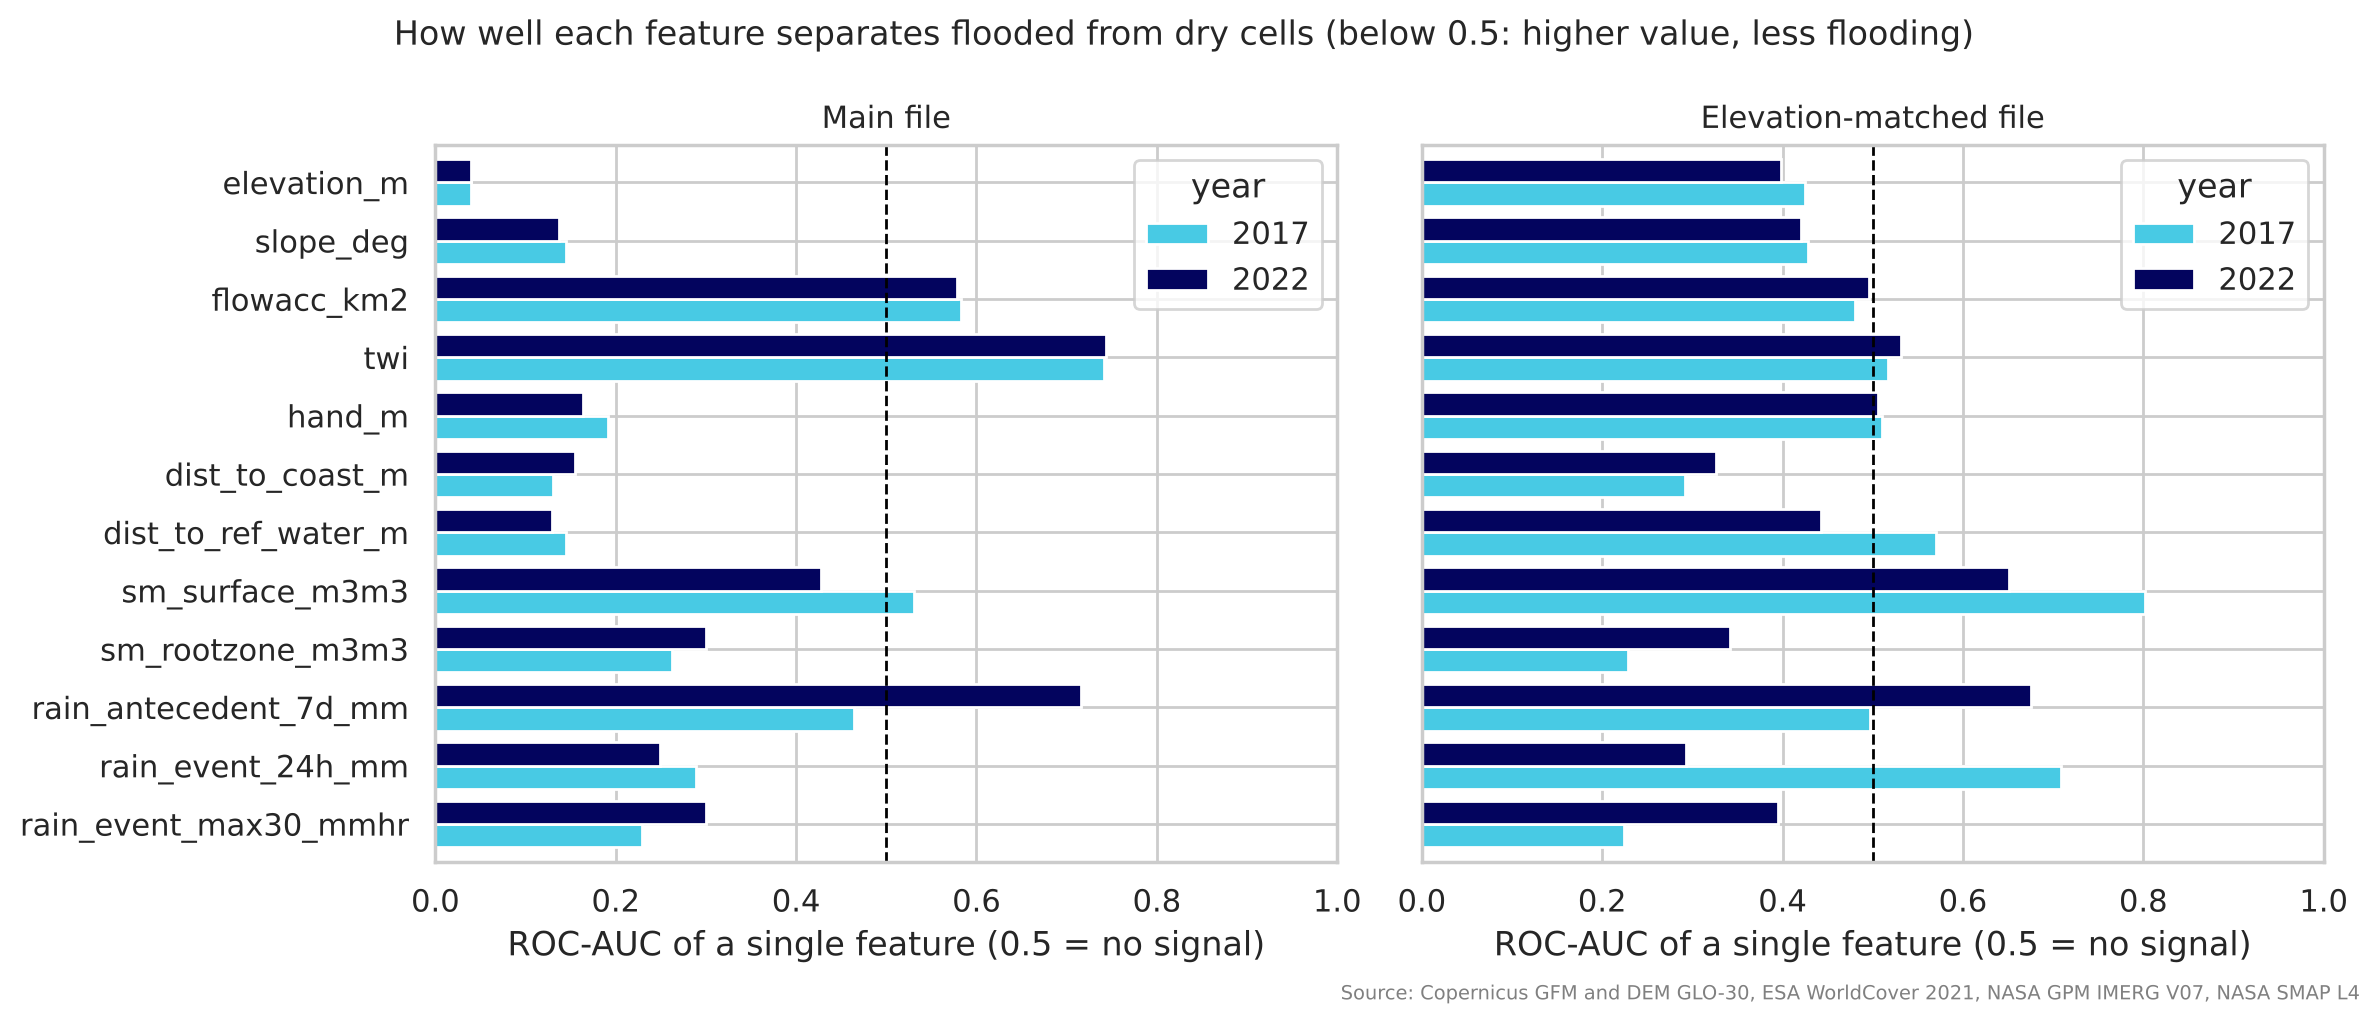 How well each feature separates flooded from dry cells (below 0.5: higher value, less flooding)
Main file
Elevation-matched file
elevation_m
slope_deg
flowacc_km2
twi
hand_m
dist_to_coast_m
dist_to_ref_water_m
sm_surface_m3m3
sm_rootzone_m3m3
rain_antecedent_7d_mm
rain_event_24h_mm
rain_event_max30_mmhr
year
2017
2022
year
2017
2022
0.0 0.2 0.4 0.6 0.8 1.0
0.0 0.2 0.4 0.6 0.8 1.0
ROC-AUC of a single feature (0.5 = no signal)
ROC-AUC of a single feature (0.5 = no signal)
Source: Copernicus GFM and DEM GLO-30, ESA WorldCover 2021, NASA GPM IMERG V07, NASA SMAP L4